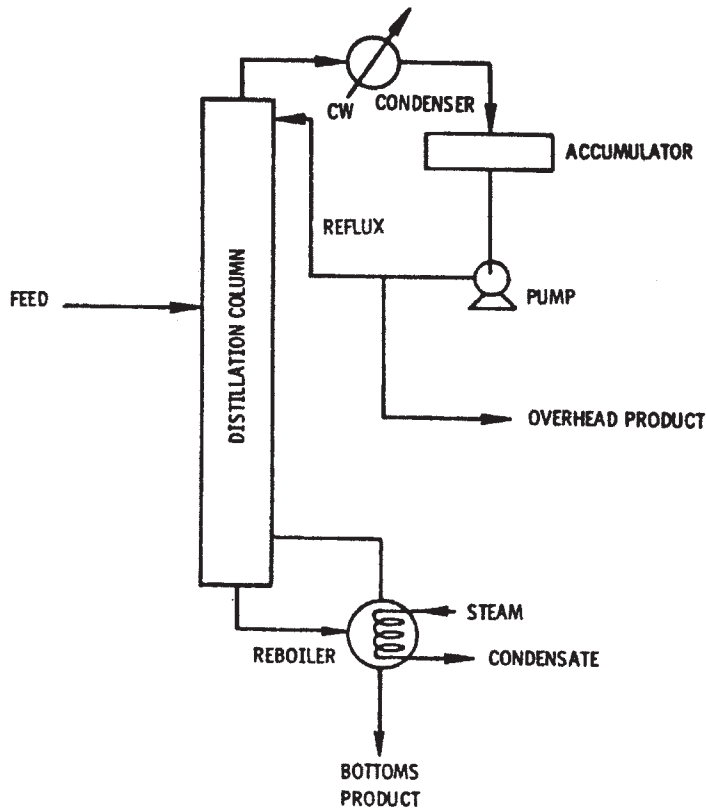 CW
CONDENSER
ACCUMULATOR
REFLUX
FEED
DISTILLATION COLUMN
PUMP
OVERHEAD PRODUCT
STEAM
REBOILER
CONDENSATE
BOTTOMS
PRODUCT